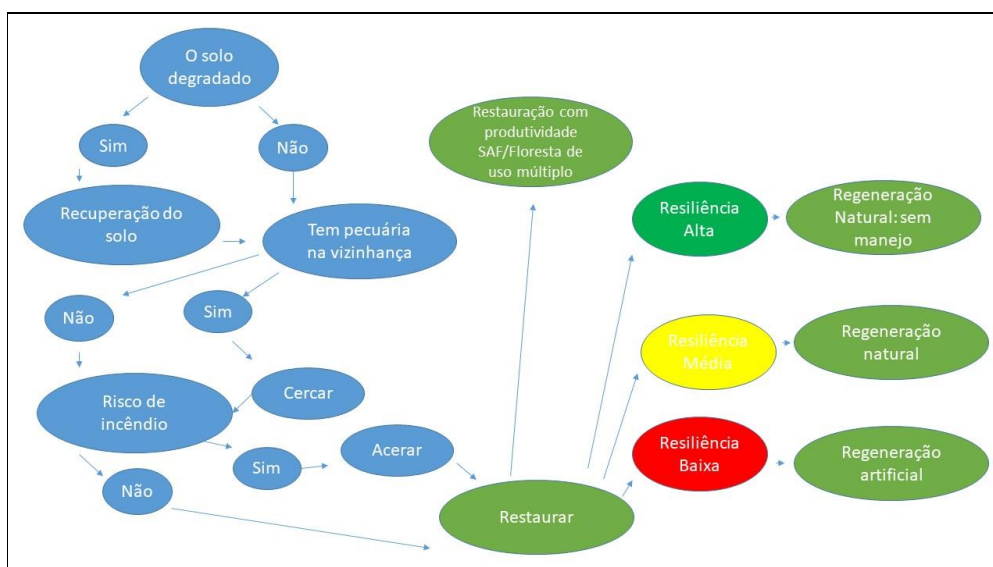 O solo
degradado
Sim
Não
Recuperação do
solo
Tem pecuária
na vizinhança
Não
Sim
Cercar
Risco de
incêndio
Sim
Acerar
Não
Restaurar
Restauração com
produtividade
SAF/Floresta de
uso múltiplo
Resiliência
Alta
Regeneração
Natural: sem
manejo
Resiliência
Média
Regeneração
natural
Resiliência
Baixa
Regeneração
artificial